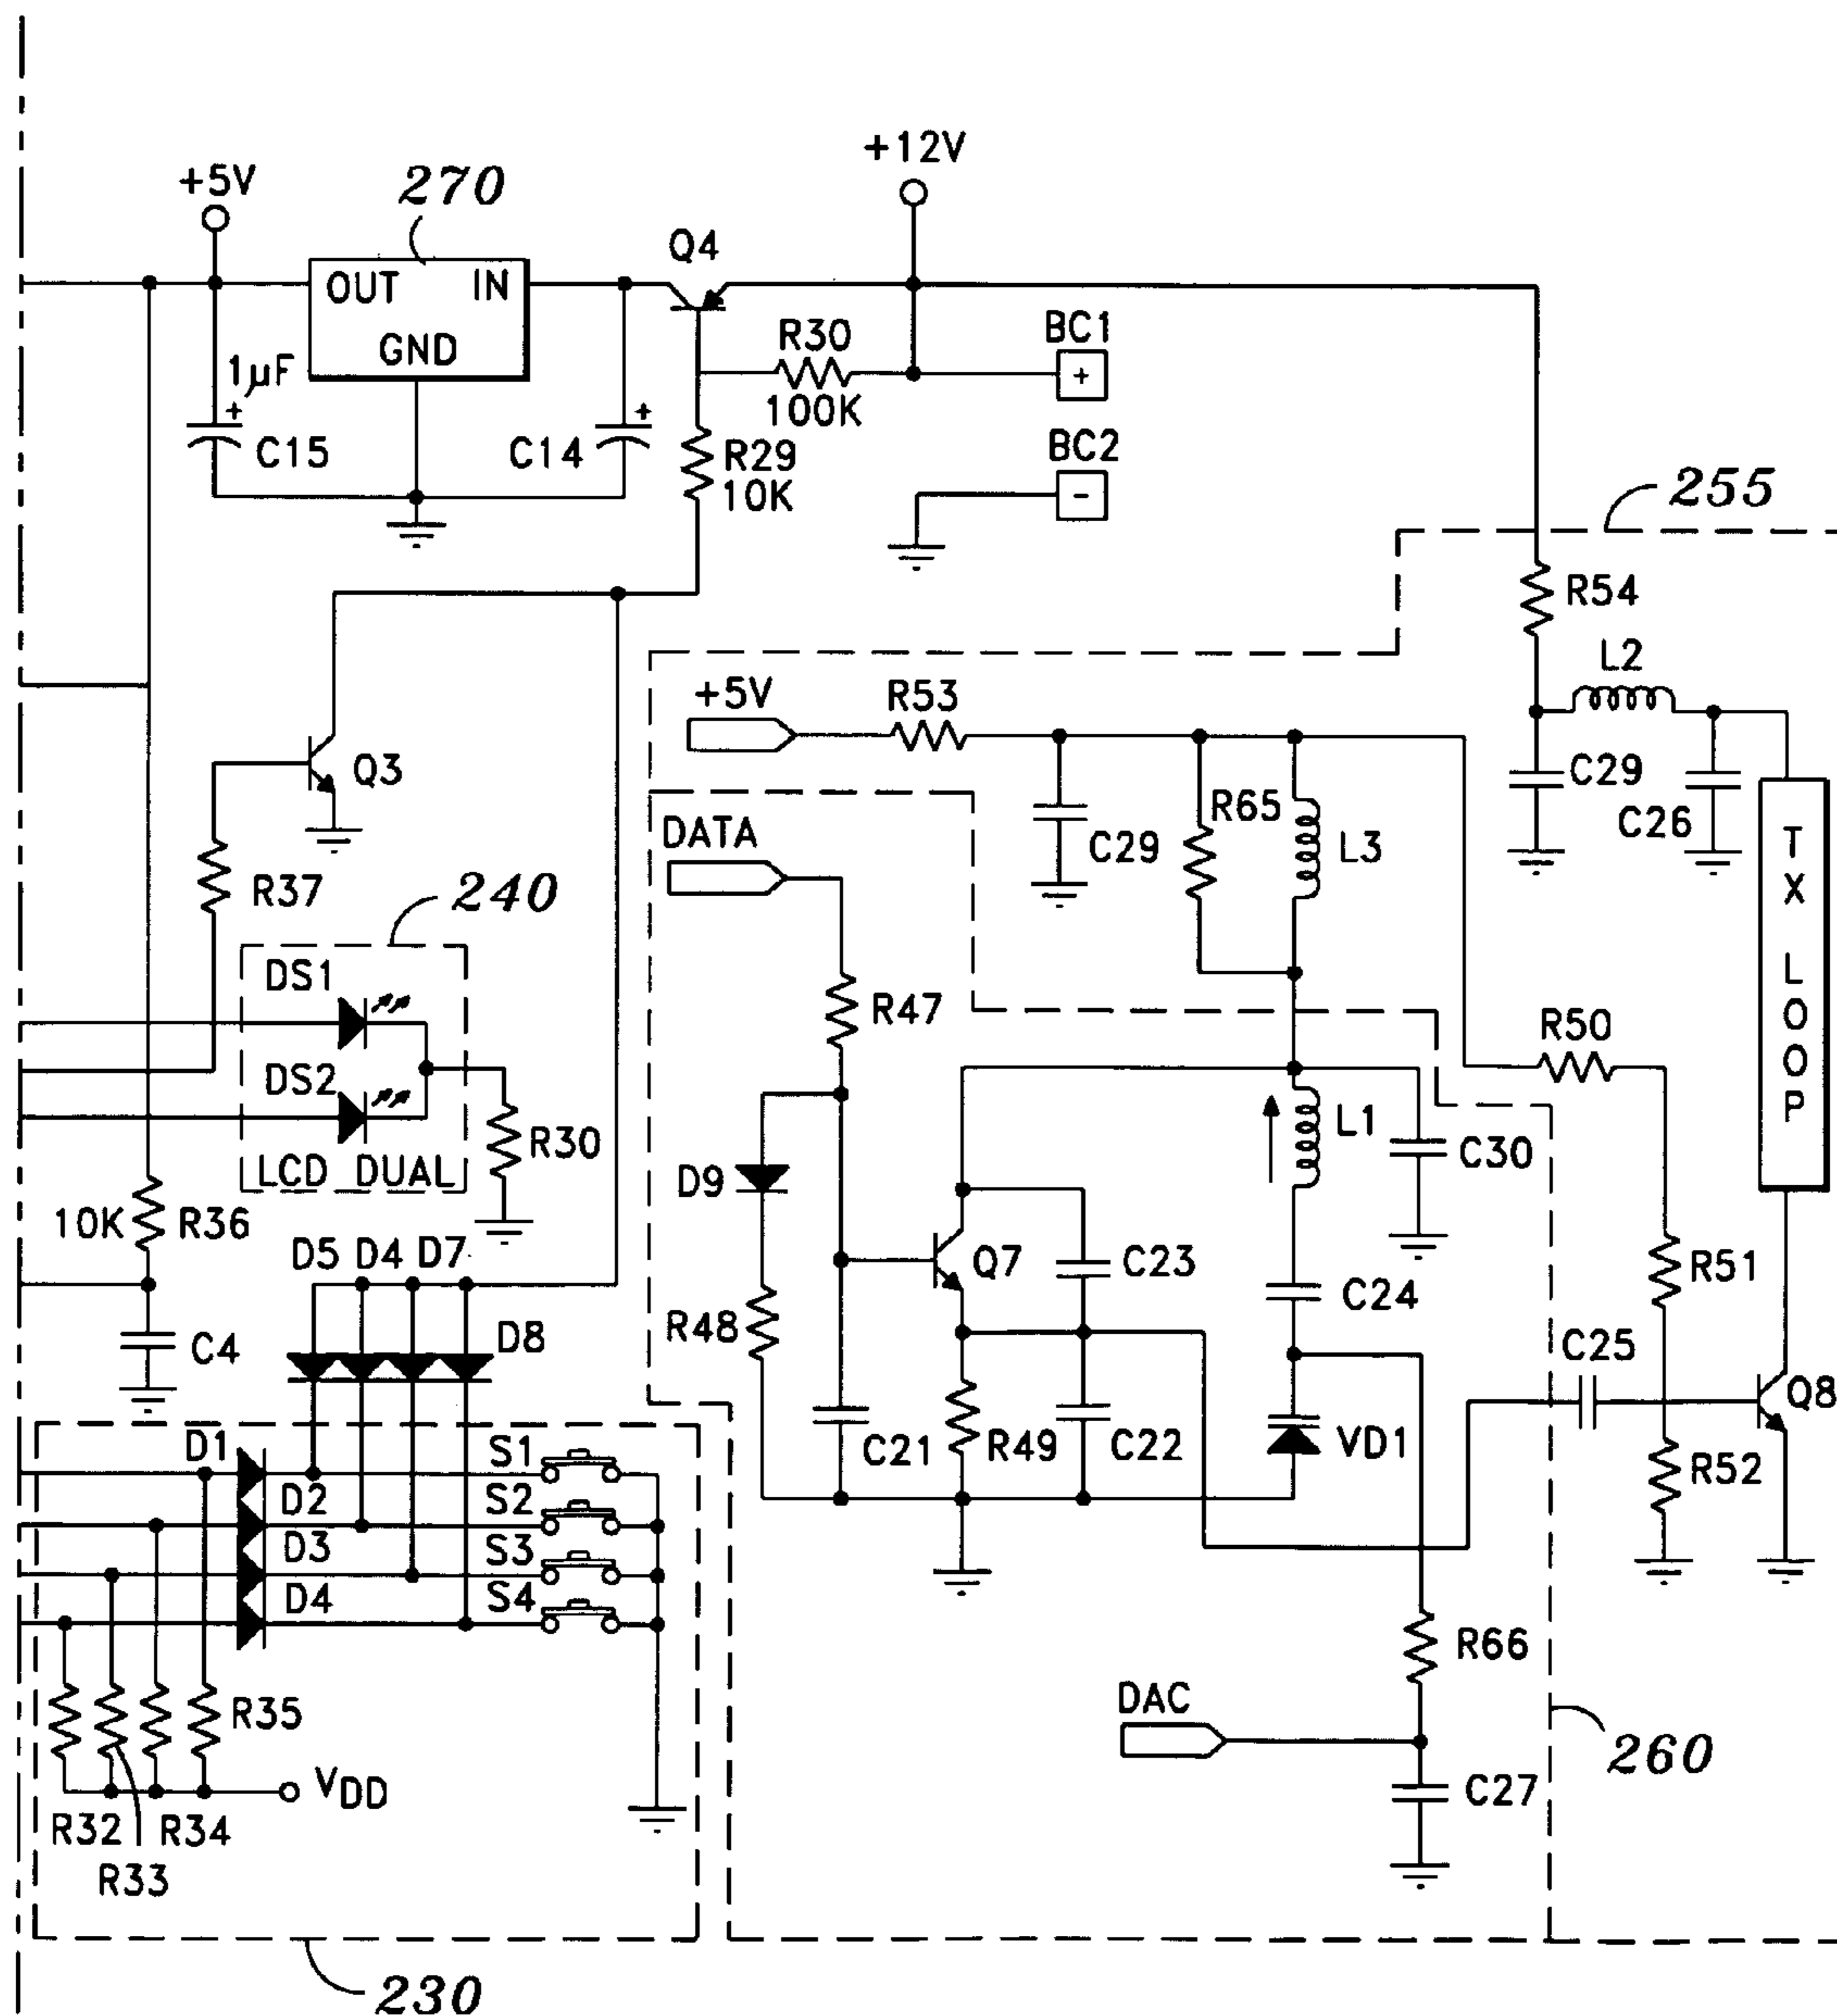 +12V
+5V
270
Q4
OUT
IN
GND
R30
100K
BC1
+
1µF
+
C15
C14
+
R29
10K
BC2
-
255
R54
L2
+5V
R53
C29
C26
Q3
DATA
R65
C29
L3
TX LOOP
R37
240
DS1
R47
R50
DS2
R30
LCD DUAL
L1
C30
D9
10K
R36
D5 D4 D7
Q7
C23
R51
C24
D8
R48
C4
C25
Q8
D1
S1
C21
R49
C22
VD1
R52
D2
S2
D3
S3
D4
S4
R66
R35
DAC
260
VDD
C27
R32
R34
R33
230